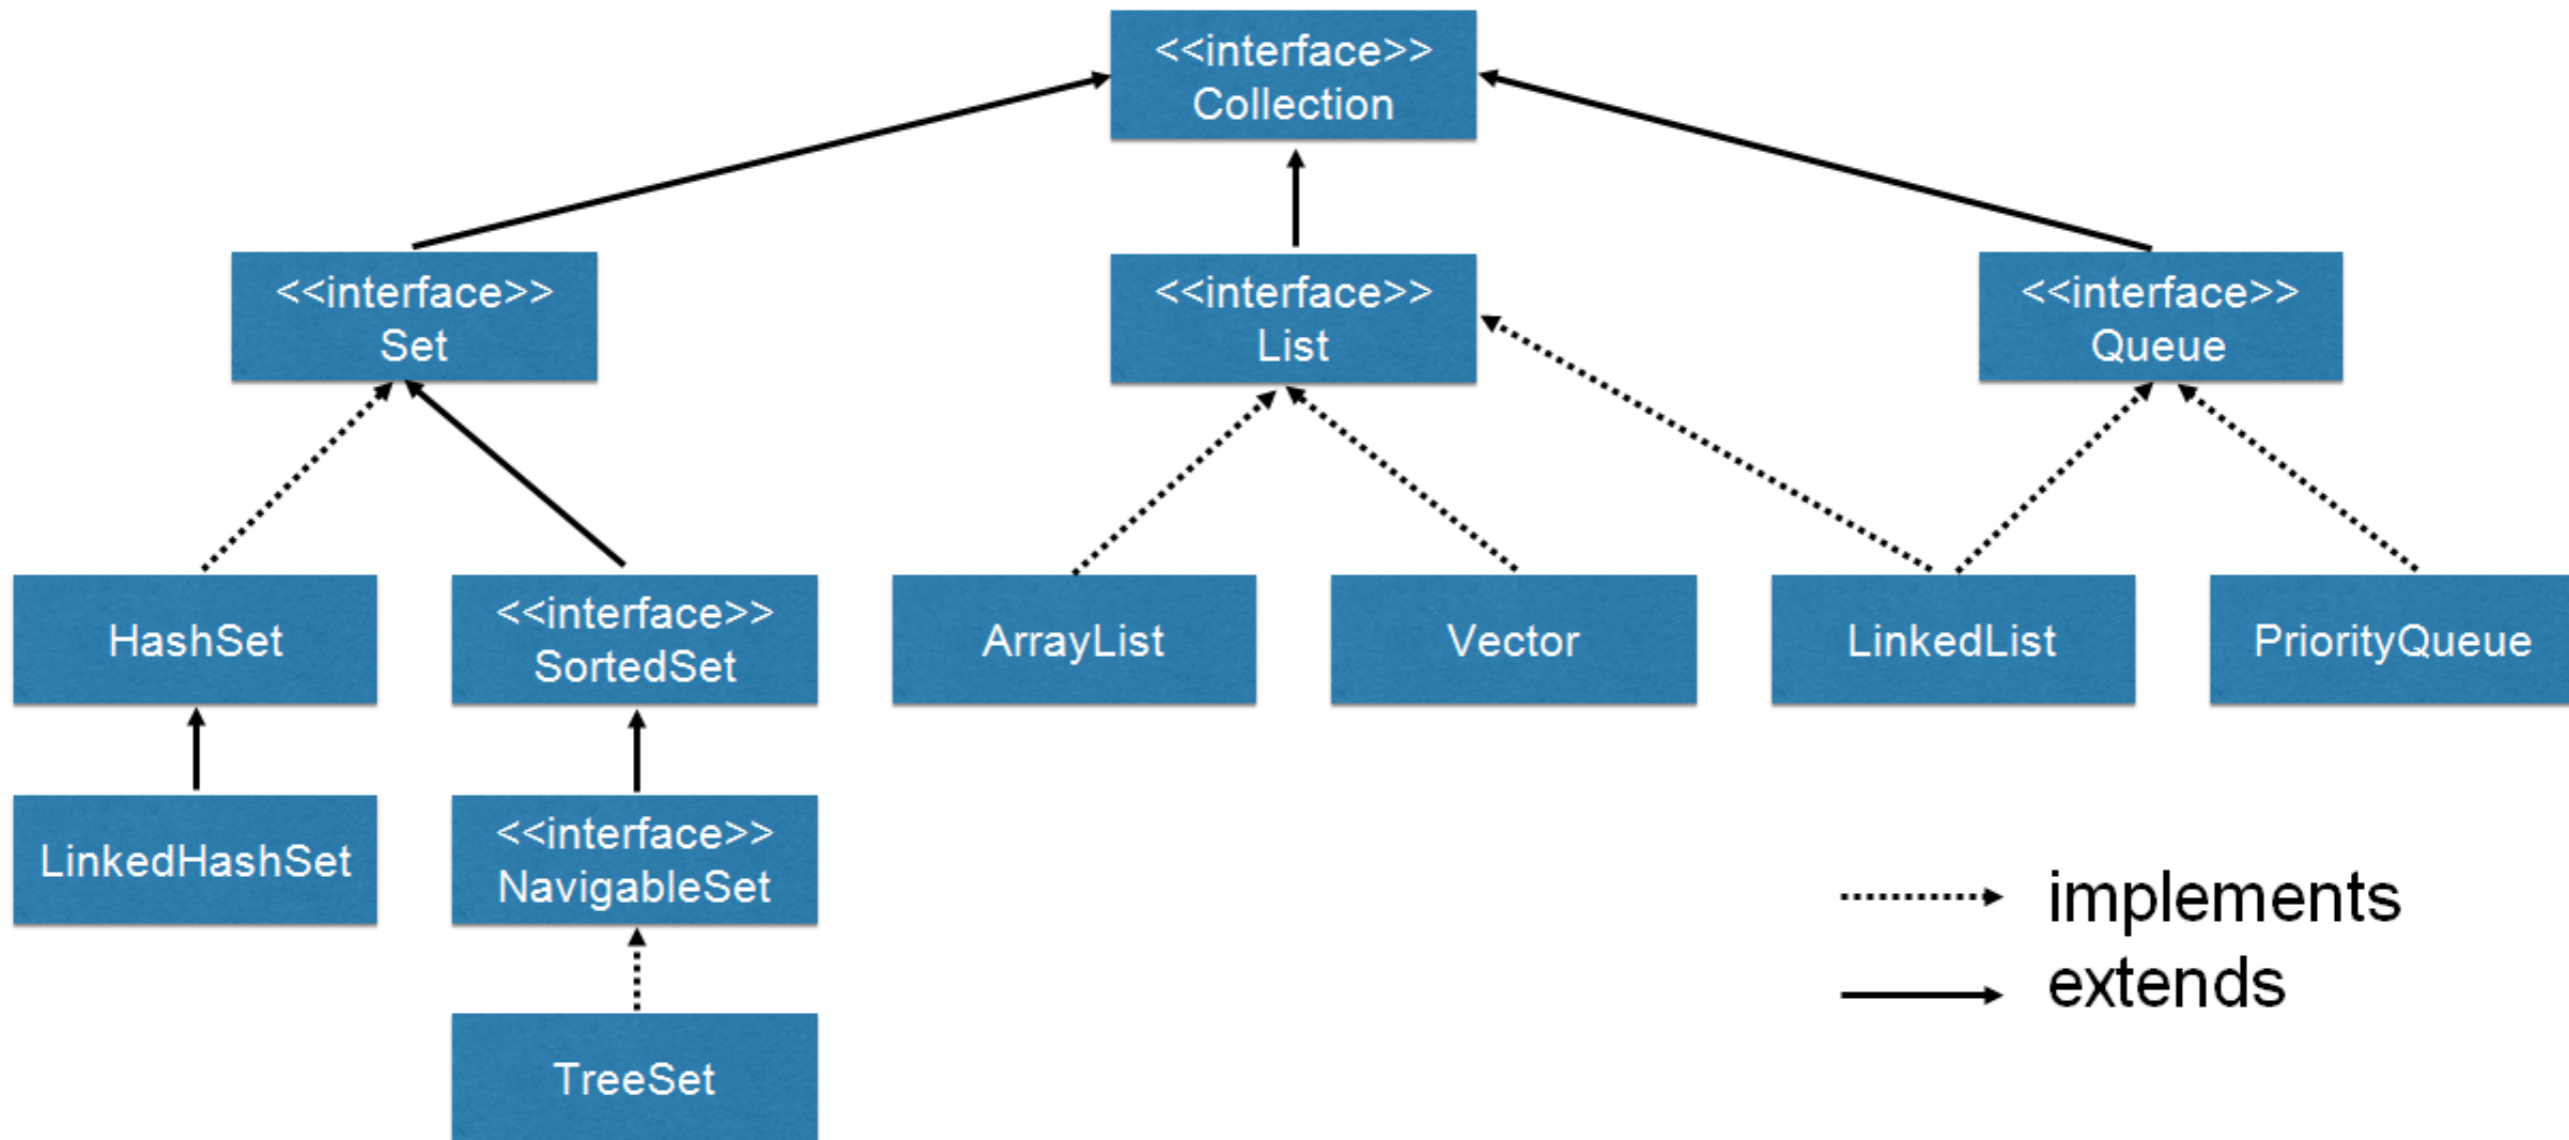 <<interface>>
Collection
<<interface>>
Set
<<interface>>
List
<<interface>>
Queue
HashSet
<<interface>>
SortedSet
ArrayList
Vector
LinkedList
PriorityQueue
LinkedHashSet
<<interface>>
NavigableSet
TreeSet
implements
extends